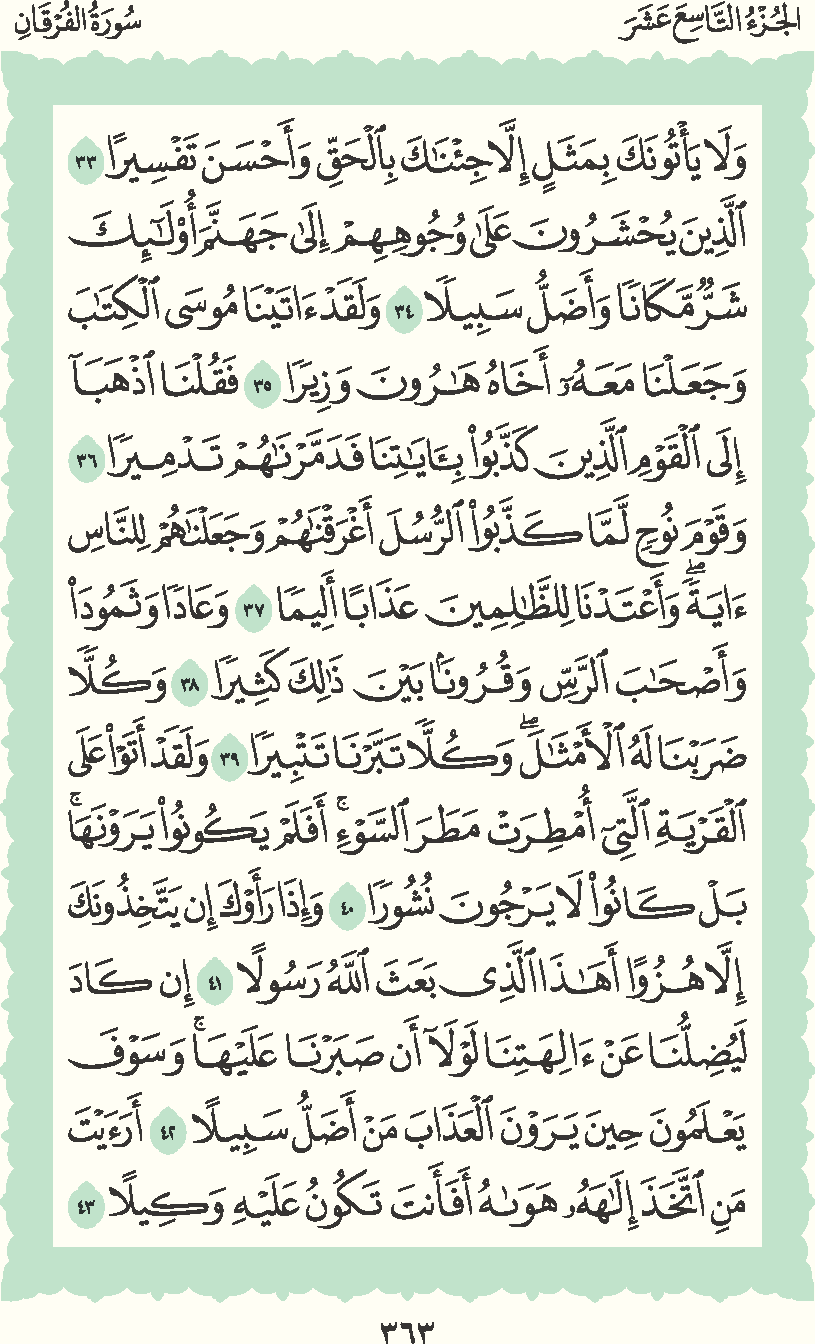 الجُزْءُ التَّاسِعَ عَشَرَ
سُورَةُ الفُرْقَانِ
وَلَا يَأْتُونَكَ بِمَثَلٍ إِلَّا جِئْنَٰكَ بِٱلْحَقِّ وَأَحْسَنَ تَفْسِيرًا ٣٣
ٱلَّذِينَ يُحْشَرُونَ عَلَىٰ وُجُوهِهِمْ إِلَىٰ جَهَنَّمَ أُو۟لَٰٓئِكَ
شَرٌّ مَّكَانًا وَأَضَلُّ سَبِيلًا ٣٤ وَلَقَدْ ءَاتَيْنَا مُوسَى ٱلْكِتَٰبَ
وَجَعَلْنَا مَعَهُۥٓ أَخَاهُ هَٰرُونَ وَزِيرًا ٣٥ فَقُلْنَا ٱذْهَبَآ
إِلَى ٱلْقَوْمِ ٱلَّذِينَ كَذَّبُوا۟ بِـَٔايَٰتِنَا فَدَمَّرْنَٰهُمْ تَدْمِيرًا ٣٦
وَقَوْمَ نُوحٍ لَّمَّا كَذَّبُوا۟ ٱلرُّسُلَ أَغْرَقْنَٰهُمْ وَجَعَلْنَٰهُمْ لِلنَّاسِ
ءَايَةً ۖ وَأَعْتَدْنَا لِلظَّٰلِمِينَ عَذَابًا أَلِيمًا ٣٧ وَعَادًا وَثَمُودَا۟
وَأَصْحَٰبَ ٱلرَّسِّ وَقُرُونًۢا بَيْنَ ذَٰلِكَ كَثِيرًا ٣٨ وَكُلًّا
ضَرَبْنَا لَهُ ٱلْأَمْثَٰلَ ۖ وَكُلًّا تَبَّرْنَا تَتْبِيرًا ٣٩ وَلَقَدْ أَتَوْا۟ عَلَى
ٱلْقَرْيَةِ ٱلَّتِىٓ أُمْطِرَتْ مَطَرَ ٱلسَّوْءِ ۚ أَفَلَمْ يَكُونُوا۟ يَرَوْنَهَا ۚ
بَلْ كَانُوا۟ لَا يَرْجُونَ نُشُورًا ٤٠ وَإِذَا رَأَوْكَ إِن يَتَّخِذُونَكَ
إِلَّا هُزُوًا أَهَٰذَا ٱلَّذِى بَعَثَ ٱللَّهُ رَسُولًا ٤١ إِن كَادَ
لَيُضِلُّنَا عَنْ ءَالِهَتِنَا لَوْلَآ أَن صَبَرْنَا عَلَيْهَا ۚ وَسَوْفَ
يَعْلَمُونَ حِينَ يَرَوْنَ ٱلْعَذَابَ مَنْ أَضَلُّ سَبِيلًا ٤٢ أَرَءَيْتَ
مَنِ ٱتَّخَذَ إِلَٰهَهُۥ هَوَىٰهُ أَفَأَنتَ تَكُونُ عَلَيْهِ وَكِيلًا ٤٣
٣٦٣